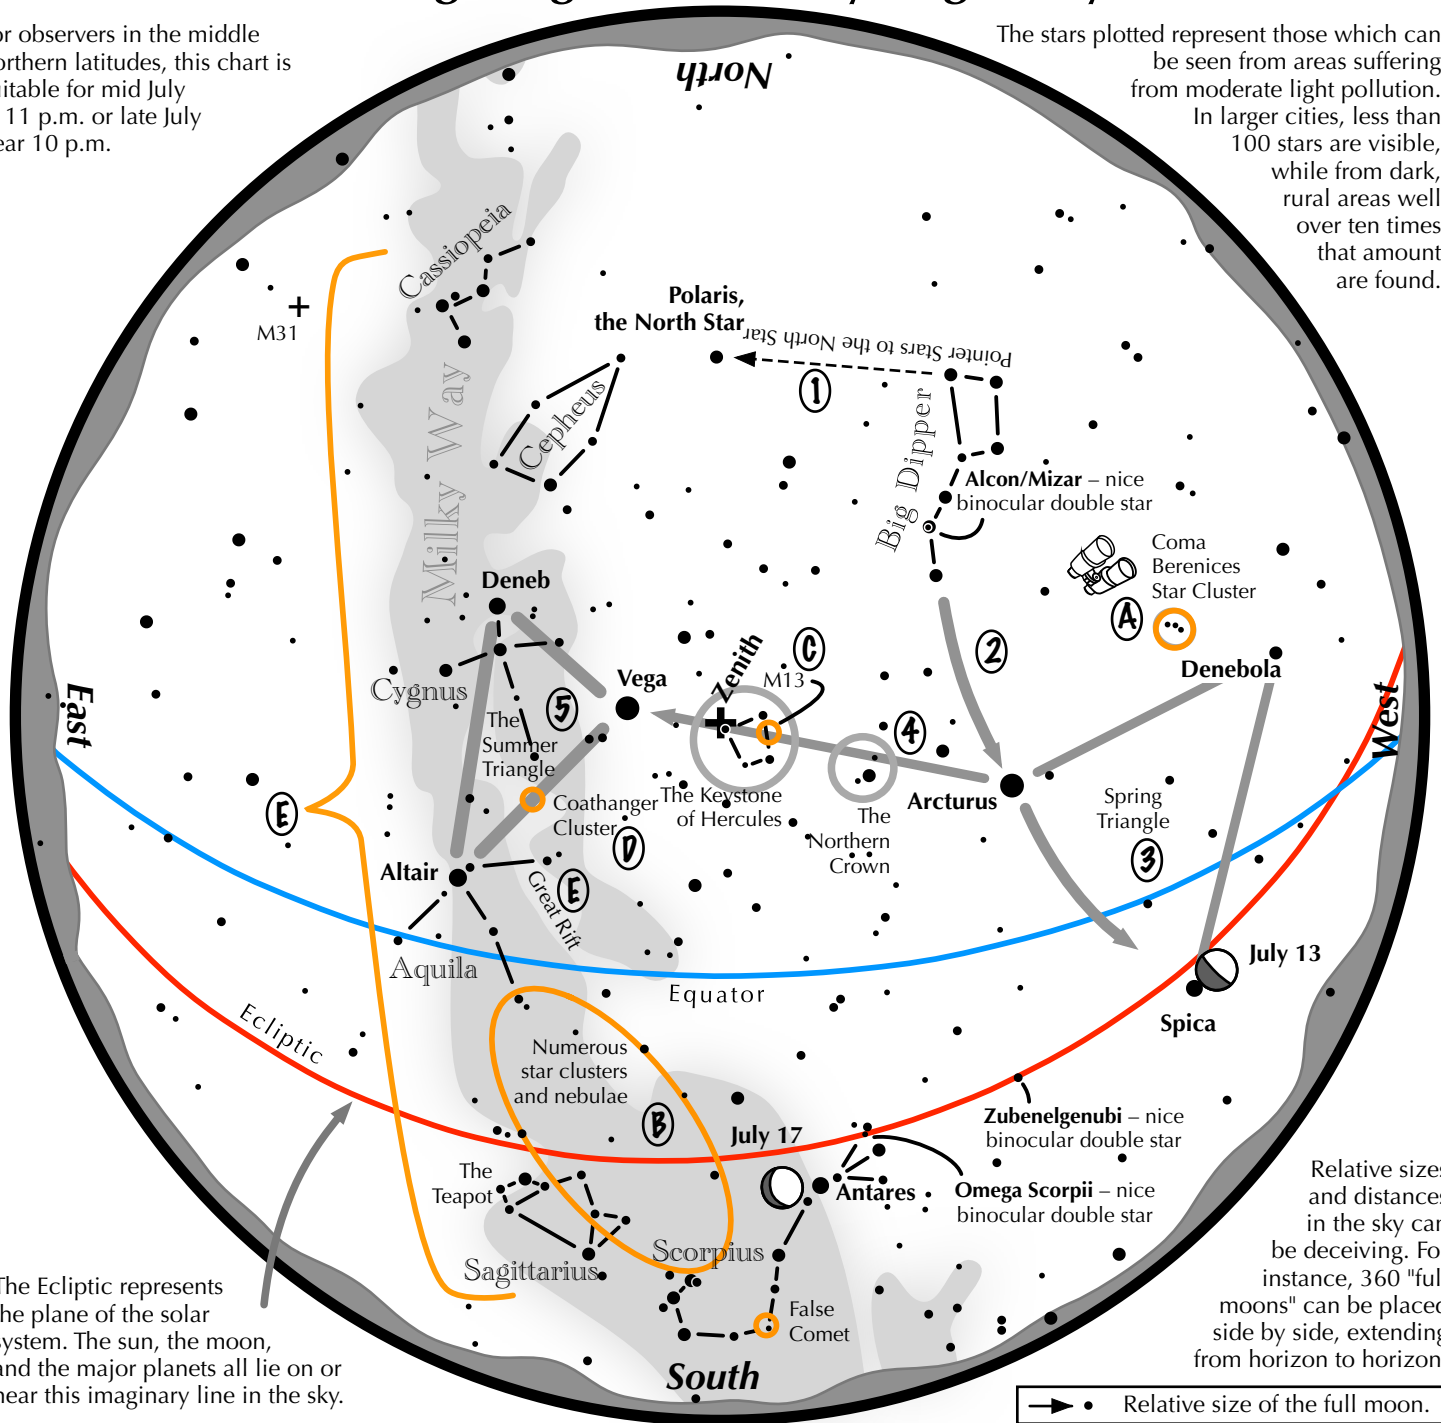 observers in the middle
northern latitudes, this chart is
suitable for mid July
11 p.m. or late July
near 10 p.m.
The stars plotted represent those which can
be seen from areas suffering
from moderate light pollution.
In larger cities, less than
100 stars are visible,
while from dark,
rural areas well
over ten times
that amount
are found.
North
Cassiopeia
M31
Polaris,
the North Star
Pointer Stars to the North Star
1
Milky Way
Cepheus
Big Dipper
Alcon/Mizar – nice
binocular double star
Coma
Berenices
Star Cluster
A
Deneb
Cygnus
Vega
Zenith
C
M13
2
Denebola
East
West
5
The
Summer
Triangle
4
Coathanger
Cluster
D
The Keystone
of Hercules
The
Northern
Crown
Arcturus
Spring
Triangle
3
E
Altair
E
Great Rift
Aquila
Equator
July 13
Spica
Ecliptic
Numerous
star clusters
and nebulae
B
July 17
Zubenelgenubi – nice
binocular double star
The
Teapot
Antares
Omega Scorpii – nice
binocular double star
Sagittarius
Scorpius
False
Comet
South
The Ecliptic represents
the plane of the solar
system. The sun, the moon,
and the major planets all lie on or
near this imaginary line in the sky.
Relative sizes
and distances
in the sky can
be deceiving. For
instance, 360 "full
moons" can be placed
side by side, extending
from horizon to horizon
Relative size of the full moon.